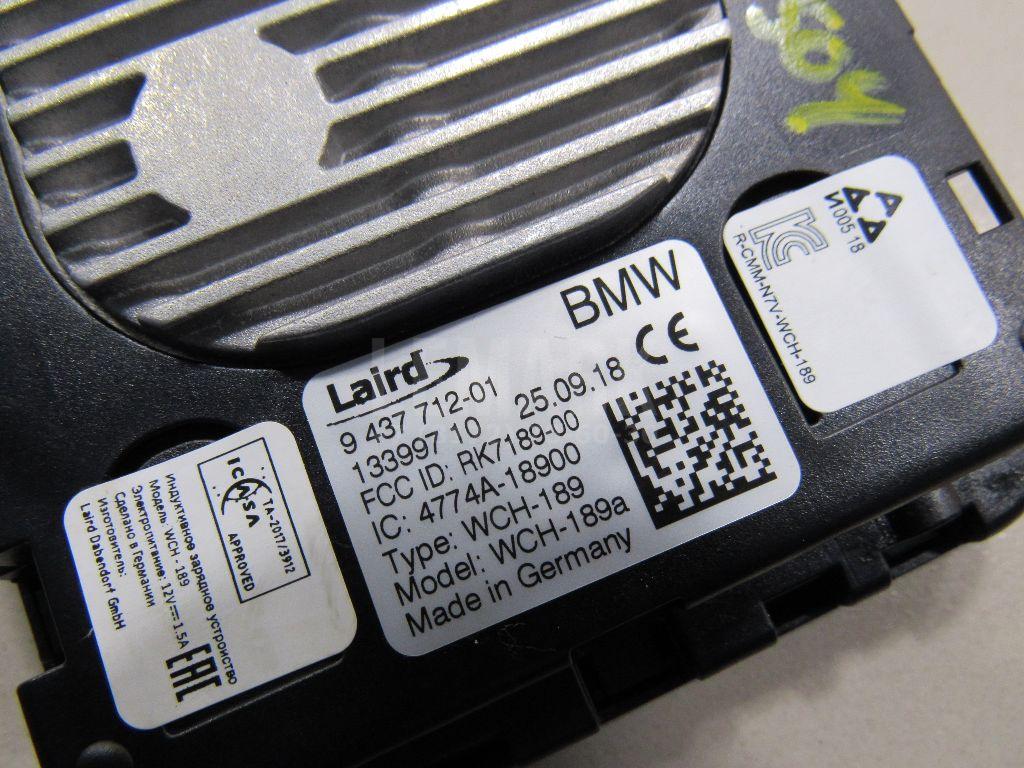 BMW
Laird
9 437 712-01
133997 10 25.09.18 CE
FCC ID: RK7189-00
IC: 4774A-18900
Type: WCH-189
Model: WCH-189a
Made in Germany
И005 18
R-CMM-N7V-WCH-189
ICASA
TA-2017/3912
APPROVED
Индуктивное зарядное устройство
Модель: WCH - 189
Электропитание: 12V⎓1.5A
Сделано в Германии
Изготовитель:
Laird Dabendorf GmbH
EAC